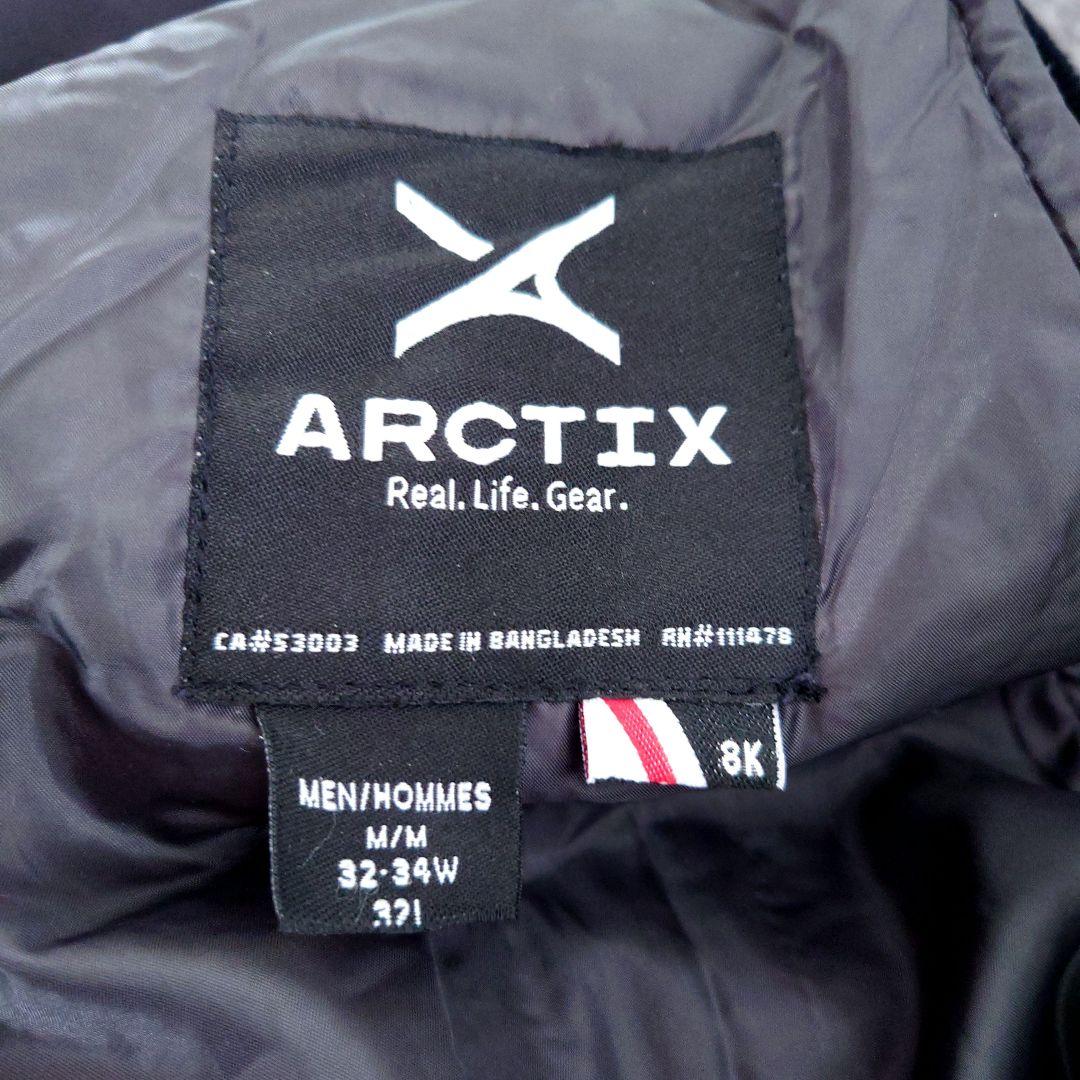 ARCTIX
Real. Life. Gear.
CA#53003 MADE IN BANGLADESH RN#111478
8K
MEN/HOMMES
M/M
32-34W